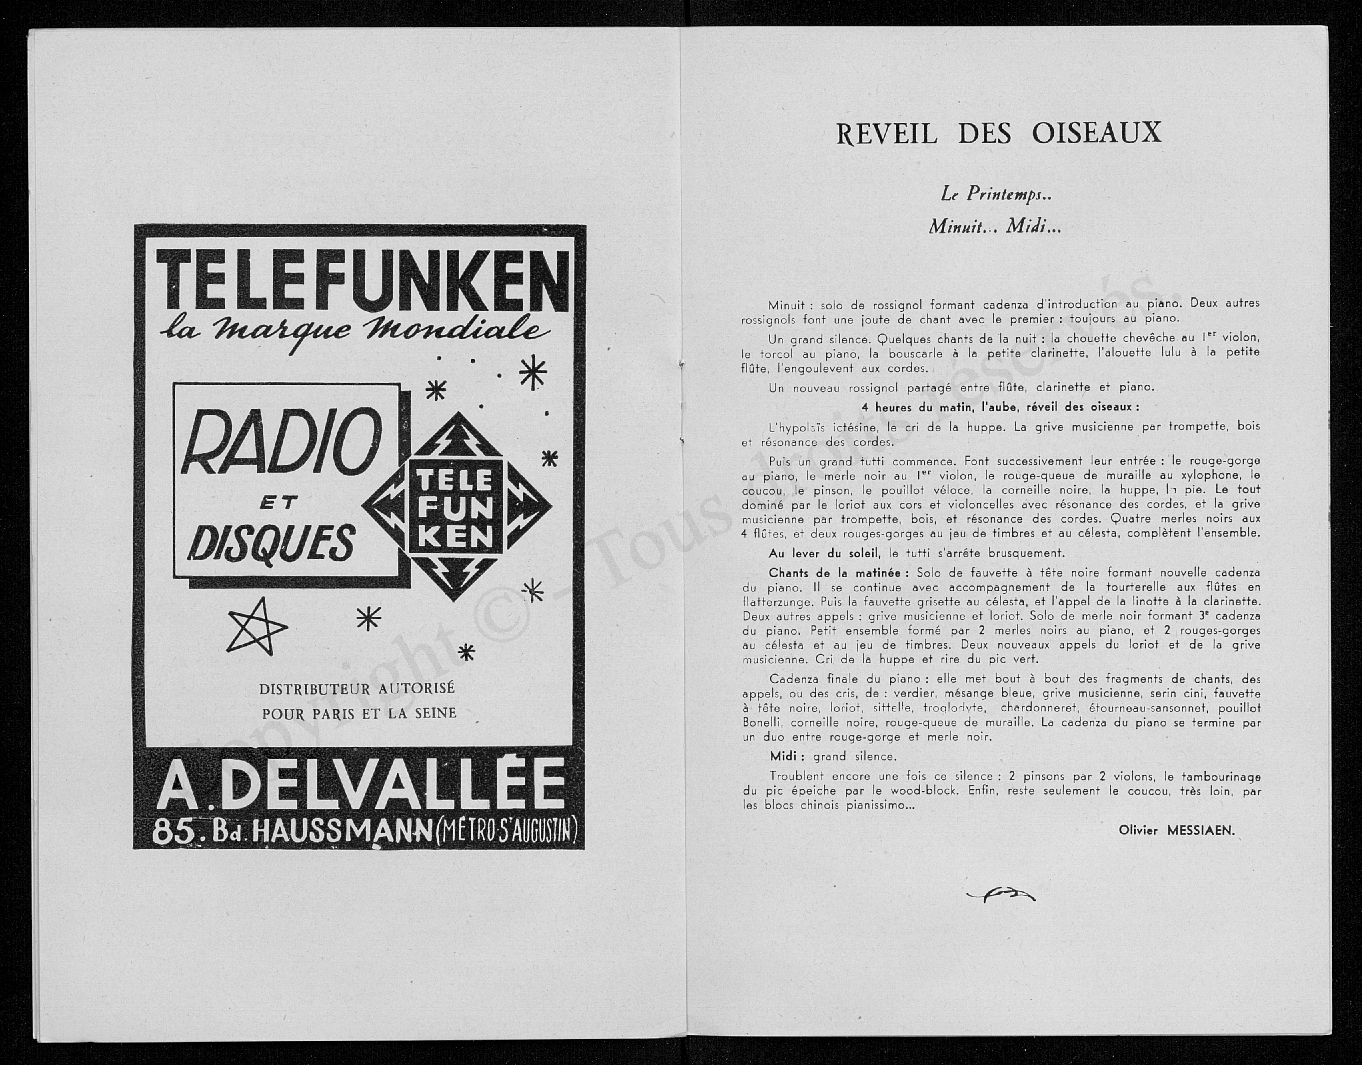 TELEFUNKEN
la marque mondiale
RADIO
ET
DISQUES
TELE
FUN
KEN
DISTRIBUTEUR AUTORISÉ
POUR PARIS ET LA SEINE
A. DELVALLÉE
85. Bd HAUSSMANN (METRO St AUGUSTIN)
REVEIL DES OISEAUX
Le Printemps..
Minuit... Midi...
Minuit : solo de rossignol formant cadenza d'introduction au piano. Deux autres
rossignols font une joute de chant avec le premier : toujours au piano.
Un grand silence. Quelques chants de la nuit : la chouette chevêche au 1er violon,
le torcol au piano, la bouscarle à la petite clarinette, l'alouette lulu à la petite
flûte, l'engoulevent aux cordes.
Un nouveau rossignol partagé entre flûte, clarinette et piano.
4 heures du matin, l'aube, réveil des oiseaux :
L'hypolaïs ictésine, le cri de la huppe. La grive musicienne par trompette, bois
et résonance des cordes.
Puis un grand tutti commence. Font successivement leur entrée : le rouge-gorge
au piano, le merle noir au 1er violon, le rouge-queue de muraille au xylophone, le
coucou, le pinson, le pouillot véloce, la corneille noire, la huppe, la pie. Le tout
dominé par le loriot aux cors et violoncelles avec résonance des cordes, et la grive
musicienne par trompette, bois, et résonance des cordes. Quatre merles noirs aux
4 flûtes, et deux rouges-gorges au jeu de timbres et au célesta, complètent l'ensemble.
Au lever du soleil, le tutti s'arrête brusquement.
Chants de la matinée : Solo de fauvette à tête noire formant nouvelle cadenza
du piano. Il se continue avec accompagnement de la tourterelle aux flûtes en
flatterzunge. Puis la fauvette grisette au célesta, et l'appel de la linotte à la clarinette.
Deux autres appels : grive musicienne et loriot. Solo de merle noir formant 3e cadenza
du piano. Petit ensemble formé par 2 merles noirs au piano, et 2 rouges-gorges
au célesta et au jeu de timbres. Deux nouveaux appels du loriot et de la grive
musicienne. Cri de la huppe et rire du pic vert.
Cadenza finale du piano : elle met bout à bout des fragments de chants, des
appels, ou des cris, de : verdier, mésange bleue, grive musicienne, serin cini, fauvette
à tête noire, loriot, sittelle, troglodyte, chardonneret, étourneau-sansonnet, pouillot
Bonelli, corneille noire, rouge-queue de muraille. La cadenza du piano se termine par
un duo entre rouge-gorge et merle noir.
Midi : grand silence.
Troublent encore une fois ce silence : 2 pinsons par 2 violons, le tambourinage
du pic épeiche par le wood-block. Enfin, reste seulement le coucou, très loin, par
les blocs chinois pianissimo...
Olivier MESSIAEN.
Copyright © Tous droits réservés